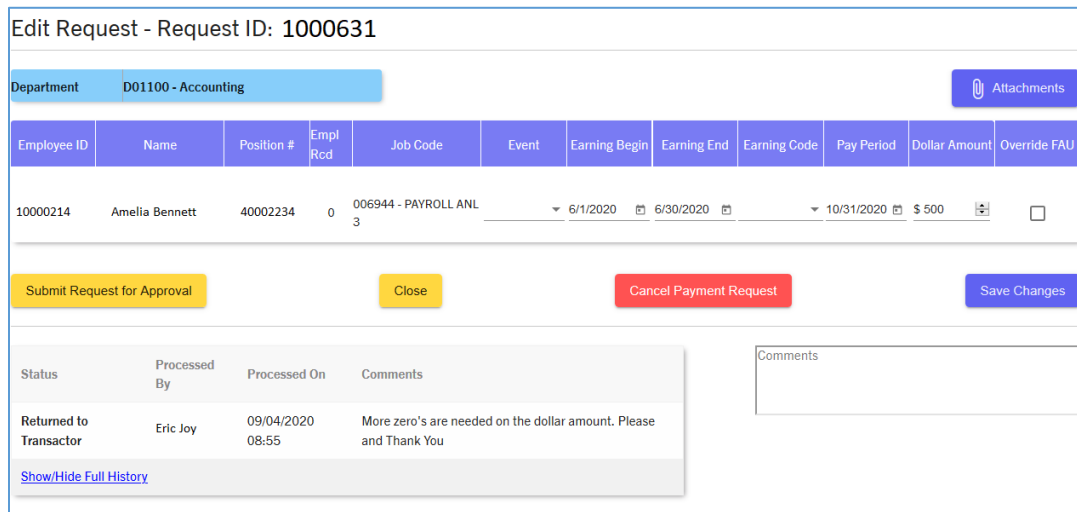 Edit Request - Request ID: 1000631
Department D01100 - Accounting
Attachments
Employee ID Name Position # Empl Rcd Job Code Event Earning Begin Earning End Earning Code Pay Period Dollar Amount Override FAU
10000214 Amelia Bennett 40002234 0 006944 - PAYROLL ANL 3 6/1/2020 6/30/2020 10/31/2020 $ 500
Submit Request for Approval Close Cancel Payment Request Save Changes
Status Processed By Processed On Comments
Returned to Transactor Eric Joy 09/04/2020 08:55 More zero's are needed on the dollar amount. Please and Thank You
Show/Hide Full History
Comments